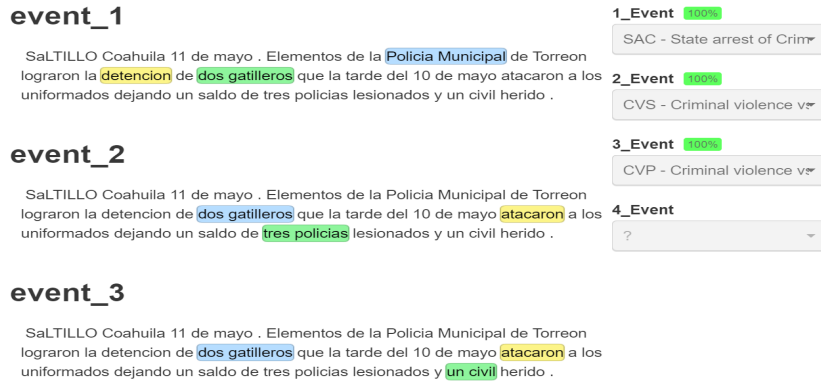 event_1
SaLTILLO Coahuila 11 de mayo . Elementos de la Policia Municipal de Torreon
lograron la detencion de dos gatilleros que la tarde del 10 de mayo atacaron a los
uniformados dejando un saldo de tres policias lesionados y un civil herido .
event_2
SaLTILLO Coahuila 11 de mayo . Elementos de la Policia Municipal de Torreon
lograron la detencion de dos gatilleros que la tarde del 10 de mayo atacaron a los
uniformados dejando un saldo de tres policias lesionados y un civil herido .
event_3
SaLTILLO Coahuila 11 de mayo . Elementos de la Policia Municipal de Torreon
lograron la detencion de dos gatilleros que la tarde del 10 de mayo atacaron a los
uniformados dejando un saldo de tres policias lesionados y un civil herido .
1_Event 100%
SAC - State arrest of Crim
2_Event 100%
CVS - Criminal violence vs
3_Event 100%
CVP - Criminal violence vs
4_Event
?